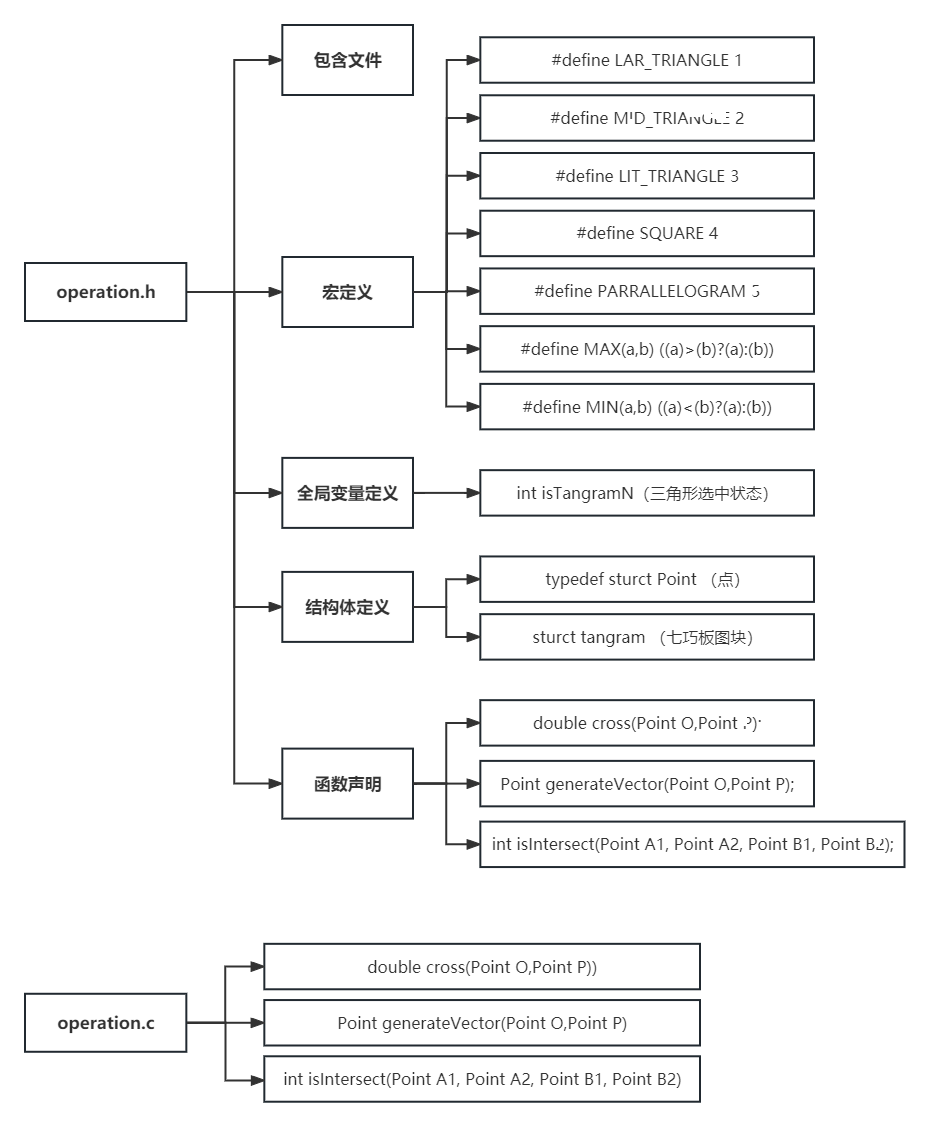 operation.h
包含文件
宏定义
#define LAR_TRIANGLE 1
#define MID_TRIANGLE 2
#define LIT_TRIANGLE 3
#define SQUARE 4
#define PARRALLELOGRAM 5
#define MAX(a,b) ((a)>(b)?(a):(b))
#define MIN(a,b) ((a)<(b)?(a):(b))
全局变量定义
int isTangramN（三角形选中状态）
结构体定义
typedef sturct Point （点）
sturct tangram （七巧板图块）
函数声明
double cross(Point O,Point P);
Point generateVector(Point O,Point P);
int isIntersect(Point A1, Point A2, Point B1, Point B2);
operation.c
double cross(Point O,Point P))
Point generateVector(Point O,Point P)
int isIntersect(Point A1, Point A2, Point B1, Point B2)